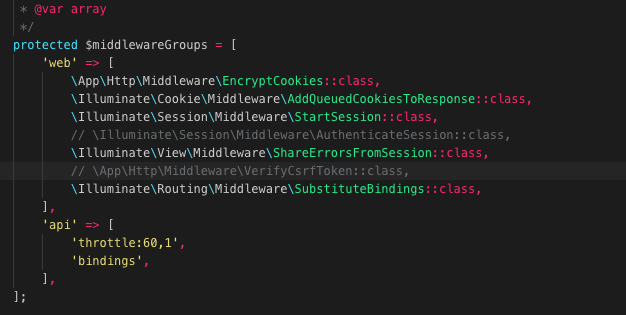 * @var array
*/
protected $middlewareGroups = [
'web' => [
\App\Http\Middleware\EncryptCookies::class,
\Illuminate\Cookie\Middleware\AddQueuedCookiesToResponse::class,
\Illuminate\Session\Middleware\StartSession::class,
// \Illuminate\Session\Middleware\AuthenticateSession::class,
\Illuminate\View\Middleware\ShareErrorsFromSession::class,
// \App\Http\Middleware\VerifyCsrfToken::class,
\Illuminate\Routing\Middleware\SubstituteBindings::class,
],
'api' => [
'throttle:60,1',
'bindings',
],
];